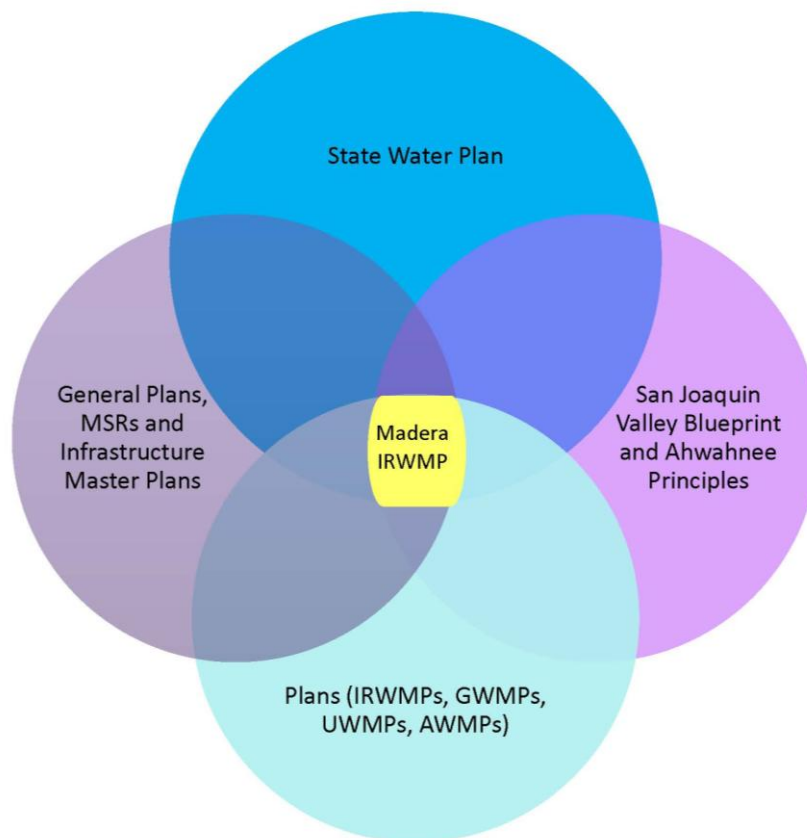 State Water Plan
General Plans,
MSRs and
Infrastructure
Master Plans
Madera
IRWMP
San Joaquin
Valley Blueprint
and Ahwahnee
Principles
Plans (IRWMPs, GWMPs,
UWMPs, AWMPs)